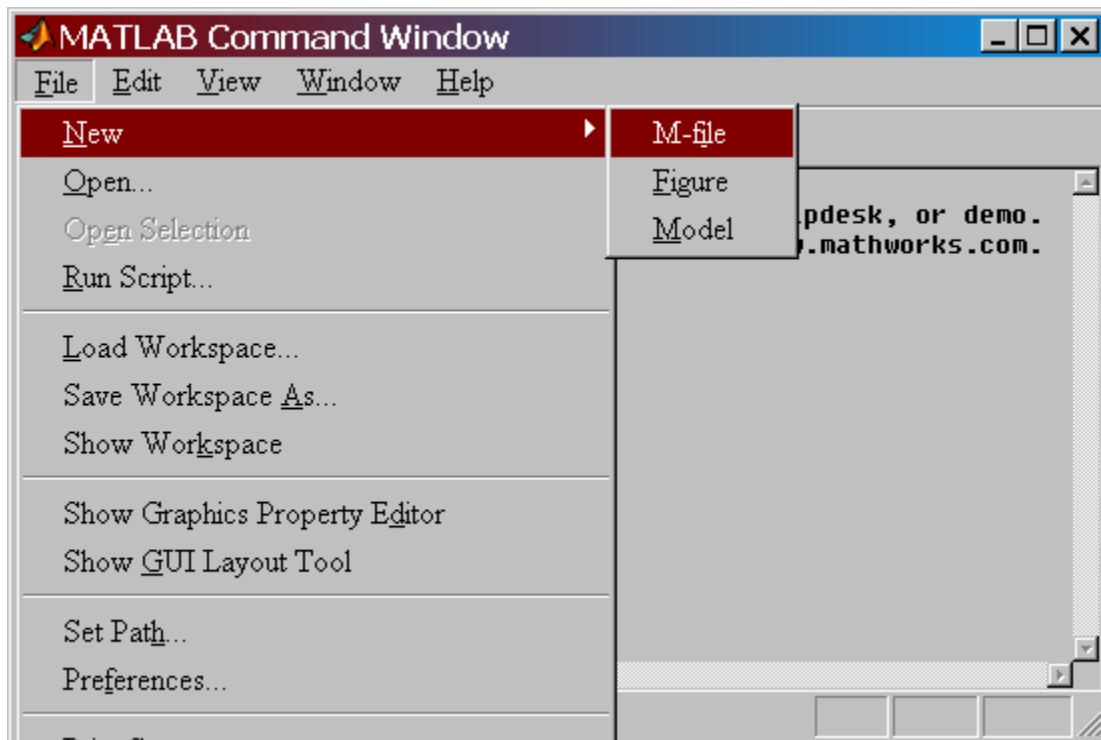 MATLAB Command Window
File Edit View Window Help
New
Open...
Open Selection
Run Script...
Load Workspace...
Save Workspace As...
Show Workspace
Show Graphics Property Editor
Show GUI Layout Tool
Set Path...
Preferences...
M-file
Figure
Model
or demo.
.mathworks.com.